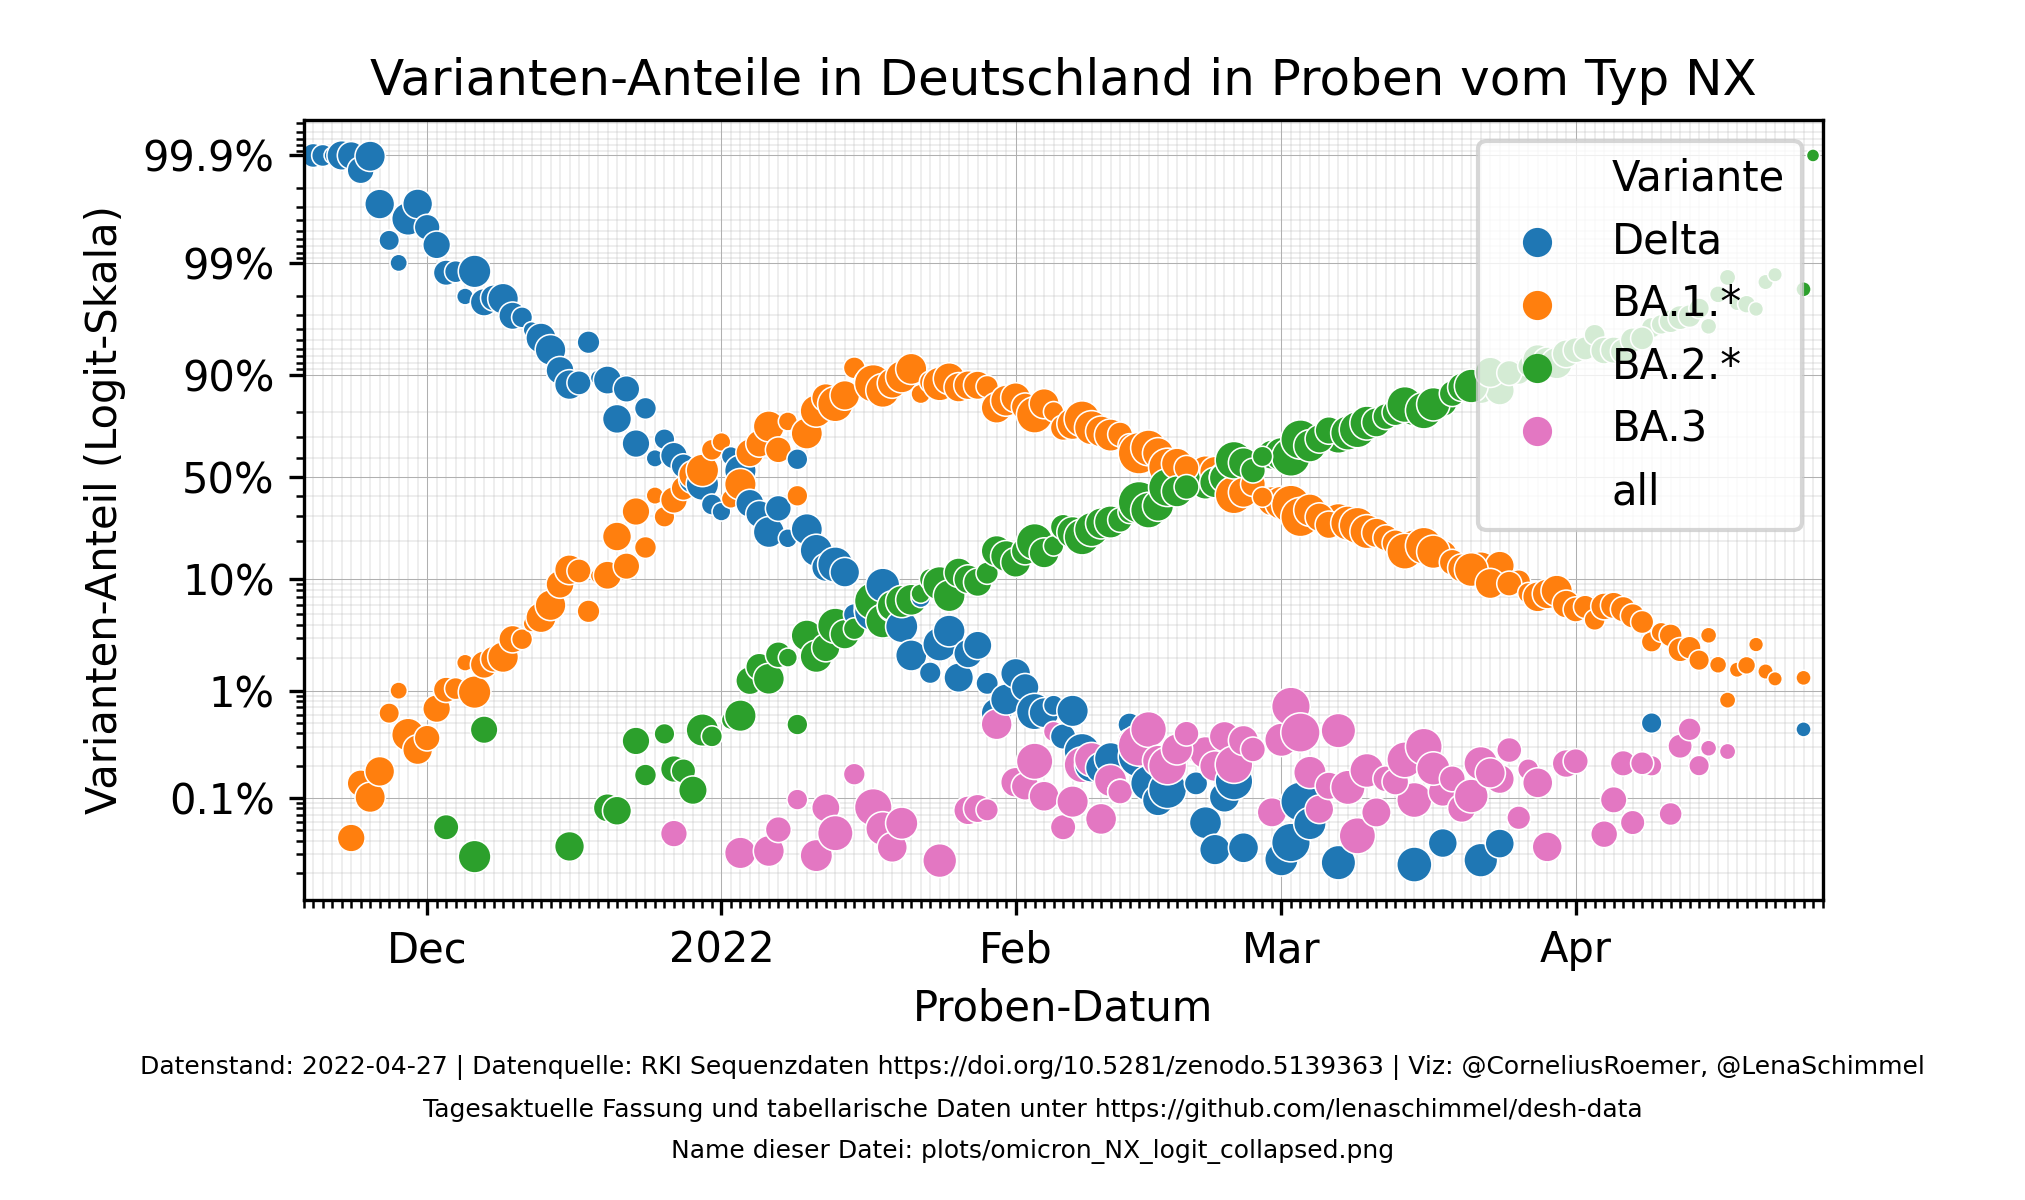 Varianten-Anteile in Deutschland in Proben vom Typ NX
Varianten-Anteil (Logit-Skala)
99.9%
99%
90%
50%
10%
1%
0.1%
Variante
Delta
BA.1.*
BA.2.*
BA.3
all
Dec
2022
Feb
Mar
Apr
Proben-Datum
Datenstand: 2022-04-27 | Datenquelle: RKI Sequenzdaten https://doi.org/10.5281/zenodo.5139363 | Viz: @CorneliusRoemer, @LenaSchimmel
Tagesaktuelle Fassung und tabellarische Daten unter https://github.com/lenaschimmel/desh-data
Name dieser Datei: plots/omicron_NX_logit_collapsed.png